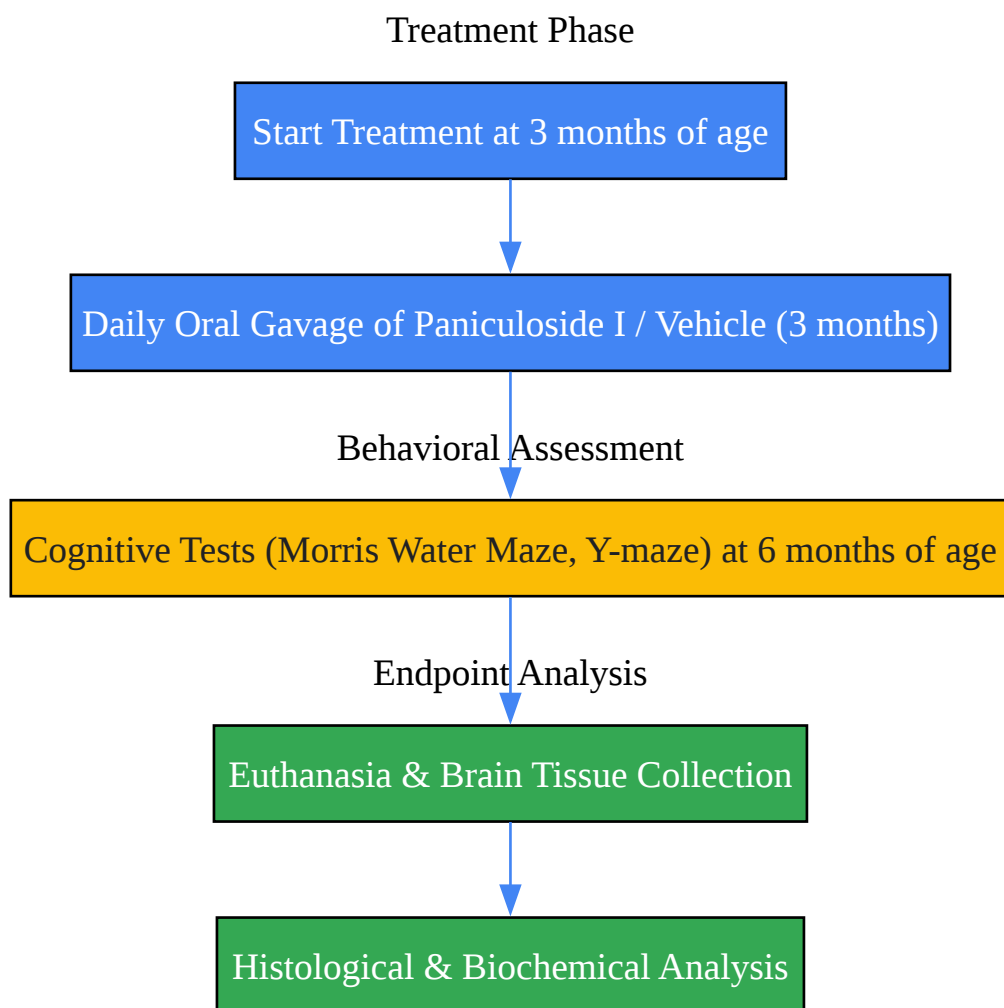 Treatment Phase
Start Treatment at 3 months of age
Daily Oral Gavage of Paniculoside I / Vehicle (3 months)
Behavioral Assessment
Cognitive Tests (Morris Water Maze, Y-maze) at 6 months of age
Endpoint Analysis
Euthanasia & Brain Tissue Collection
Histological & Biochemical Analysis